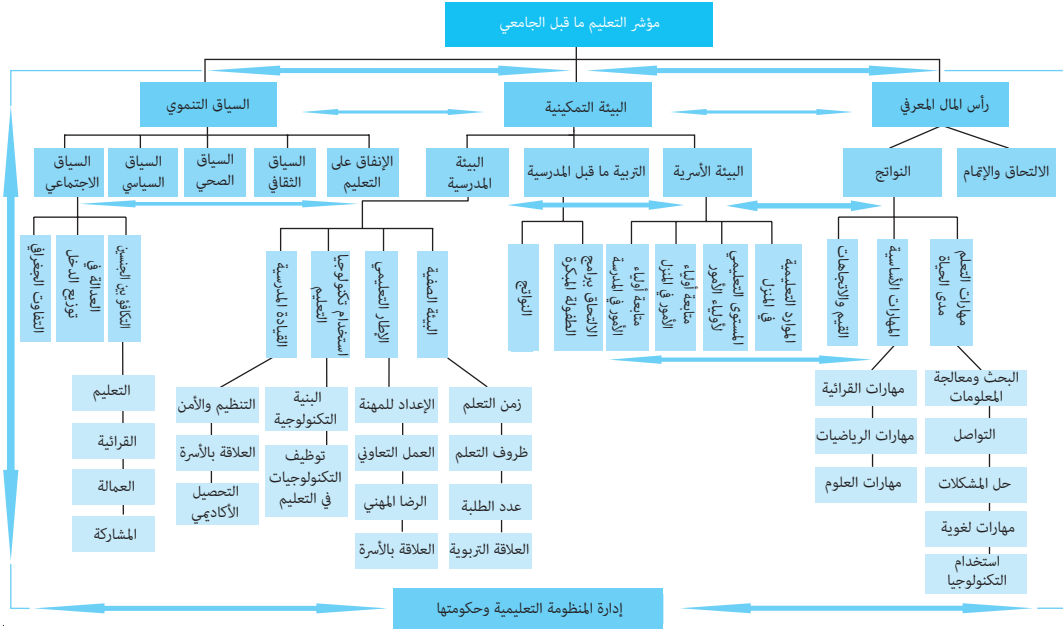 مؤشر التعليم ما قبل الجامعي
رأس المال المعرفي
البيئة التمكينية
السياق التنموي
الالتحاق والإتمام
النواتج
البيئة الأسرية
التربية ما قبل المدرسية
البيئة
المدرسية
الإنفاق على
التعليم
السياق
الثقافي
السياق
الصحي
السياق
السياسي
السياق
الاجتماعي
مهارات التعلم
مدى الحياة
المهارات الأساسية
القيم والاتجاهات
الموارد التعليمية
في المنزل
المستوى التعليمي
لأولياء الأمور
متابعة أولياء
الأمور في المنزل
متابعة أولياء
الأمور في المدرسة
الالتحاق ببرامج
الطفولة المبكرة
النواتج
البيئة الصفية
الإطار التعليمي
استخدام تكنولوجيا
التعليم
القيادة المدرسية
التكافؤ بين الجنسين
العدالة في
توزيع الدخل
التفاوت الجغرافي
البحث ومعالجة
المعلومات
التواصل
حل المشكلات
مهارات لغوية
استخدام
التكنولوجيا
مهارات القرائية
مهارات الرياضيات
مهارات العلوم
زمن التعلم
ظروف التعلم
عدد الطلبة
العلاقة التربوية
الإعداد للمهنة
العمل التعاوني
الرضا المهني
العلاقة بالأسرة
البنية
التكنولوجية
توظيف
التكنولوجيات
في التعليم
التنظيم والأمن
العلاقة بالأسرة
التحصيل
الأكاديمي
التعليم
القرائية
العمالة
المشاركة
إدارة المنظومة التعليمية وحكومتها